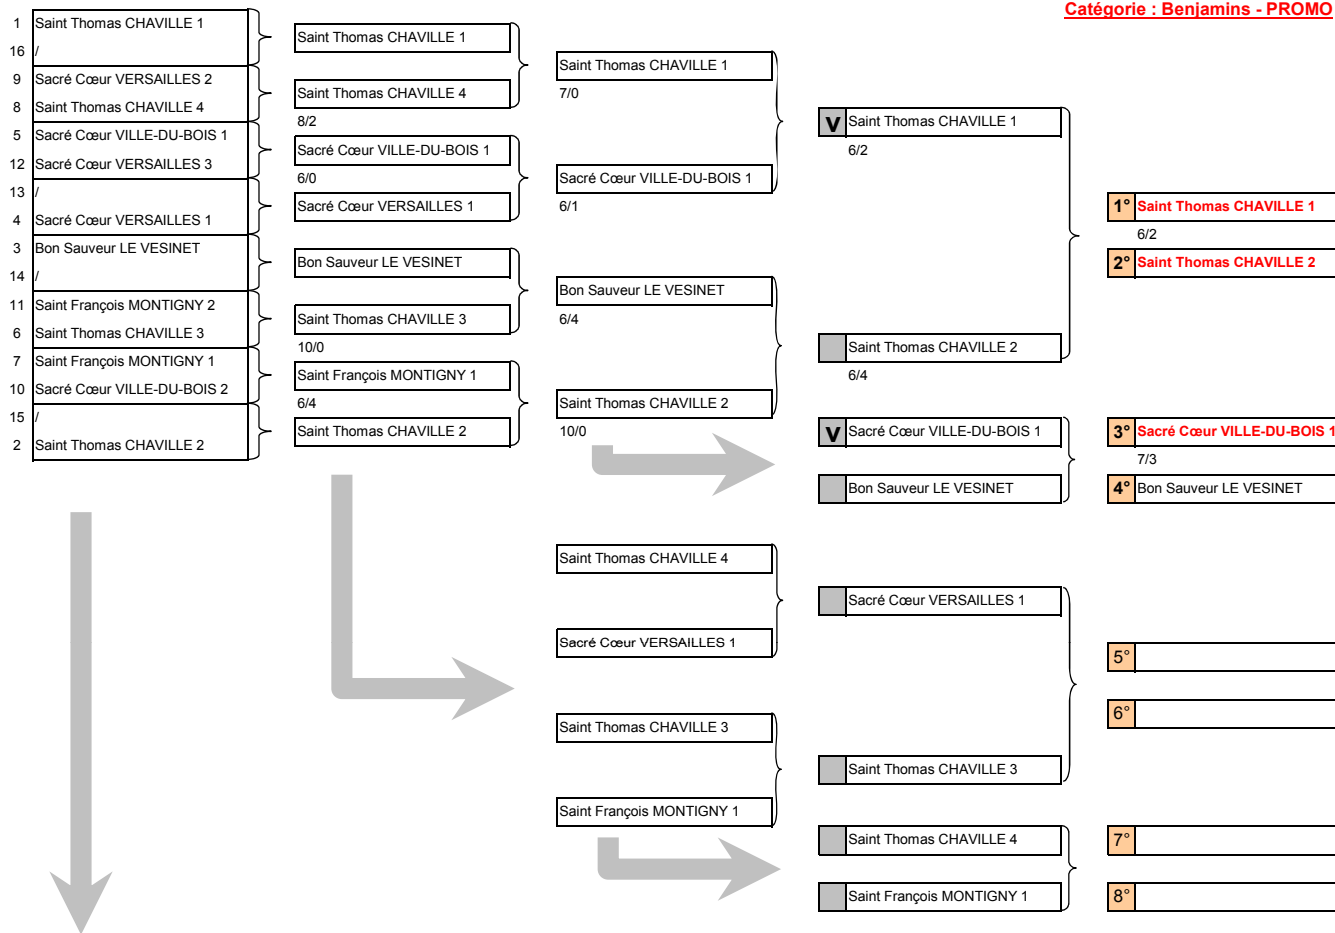 Catégorie : Benjamins - PROMO
1 Saint Thomas CHAVILLE 1
16 /
9 Sacré Cœur VERSAILLES 2
8 Saint Thomas CHAVILLE 4
5 Sacré Cœur VILLE-DU-BOIS 1
12 Sacré Cœur VERSAILLES 3
13 /
4 Sacré Cœur VERSAILLES 1
3 Bon Sauveur LE VESINET
14 /
11 Saint François MONTIGNY 2
6 Saint Thomas CHAVILLE 3
7 Saint François MONTIGNY 1
10 Sacré Cœur VILLE-DU-BOIS 2
15 /
2 Saint Thomas CHAVILLE 2
Saint Thomas CHAVILLE 1
Saint Thomas CHAVILLE 4
8/2
Sacré Cœur VILLE-DU-BOIS 1
6/0
Sacré Cœur VERSAILLES 1
Bon Sauveur LE VESINET
Saint Thomas CHAVILLE 3
10/0
Saint François MONTIGNY 1
6/4
Saint Thomas CHAVILLE 2
Saint Thomas CHAVILLE 1
7/0
Sacré Cœur VILLE-DU-BOIS 1
6/1
Bon Sauveur LE VESINET
6/4
Saint Thomas CHAVILLE 2
10/0
Saint Thomas CHAVILLE 4
Sacré Cœur VERSAILLES 1
Saint Thomas CHAVILLE 3
Saint François MONTIGNY 1
V Saint Thomas CHAVILLE 1
6/2
Saint Thomas CHAVILLE 2
6/4
V Sacré Cœur VILLE-DU-BOIS 1
Bon Sauveur LE VESINET
Sacré Cœur VERSAILLES 1
Saint Thomas CHAVILLE 3
Saint Thomas CHAVILLE 4
Saint François MONTIGNY 1
1° Saint Thomas CHAVILLE 1
6/2
2° Saint Thomas CHAVILLE 2
3° Sacré Cœur VILLE-DU-BOIS 1
7/3
4° Bon Sauveur LE VESINET
5°
6°
7°
8°